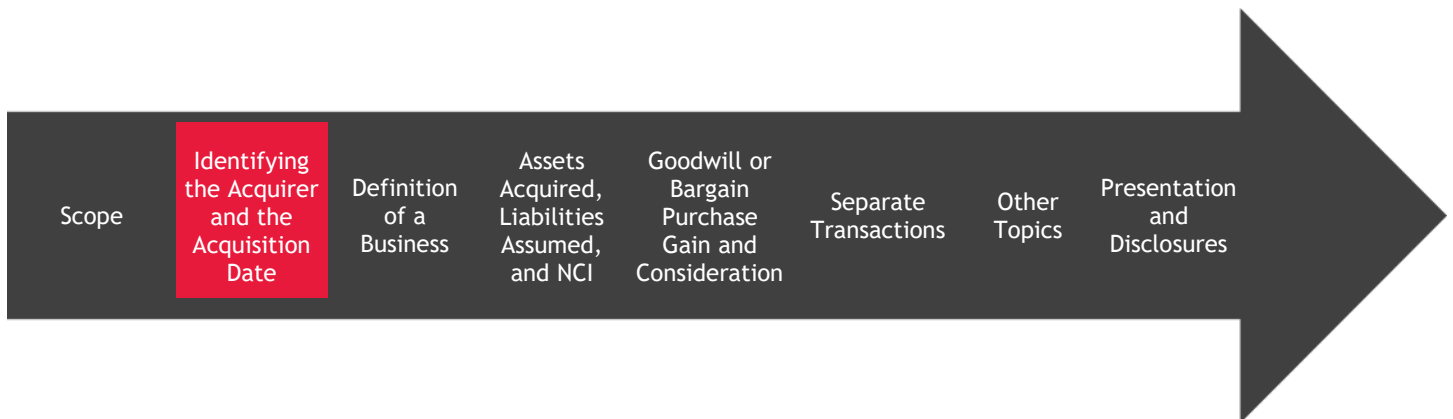 Scope
Identifying
the Acquirer
and the
Acquisition
Date
Definition
of a
Business
Assets
Acquired,
Liabilities
Assumed,
and NCI
Goodwill or
Bargain
Purchase
Gain and
Consideration
Separate
Transactions
Other
Topics
Presentation
and
Disclosures